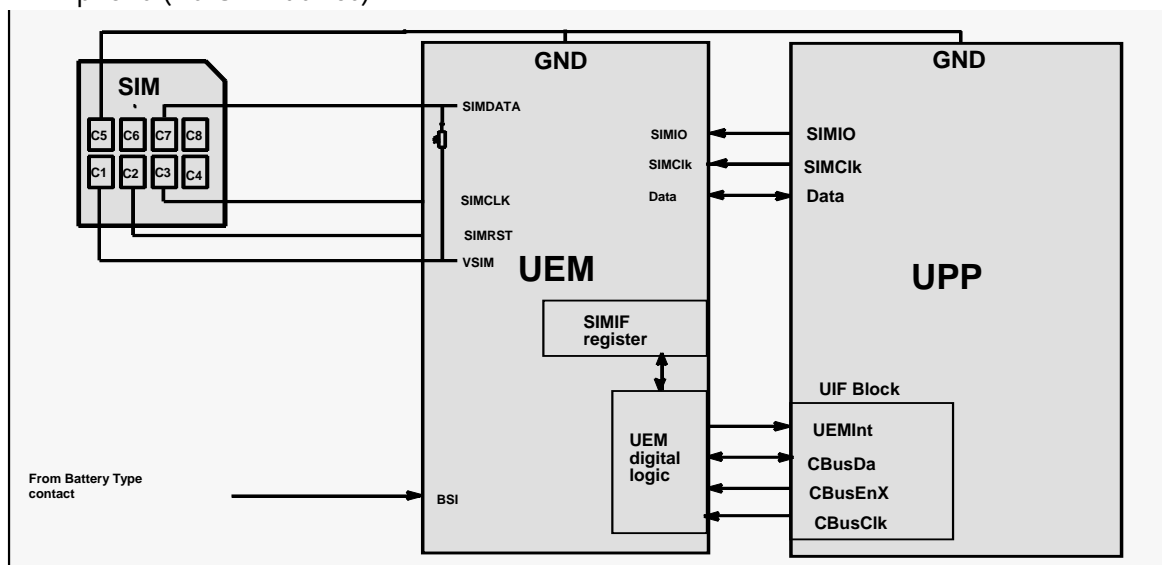 GND
GND
SIM
SIMDATA
C5 C6 C7 C8
SIMIO
SIMIO
C1 C2 C3 C4
SIMClk
SIMClk
SIMCLK
Data
Data
SIMRST
VSIM
UEM
UPP
SIMIF
register
UIF Block
UEMInt
UEM
digital
logic
CBusDa
CBusEnX
CBusClk
From Battery Type
contact
BSI